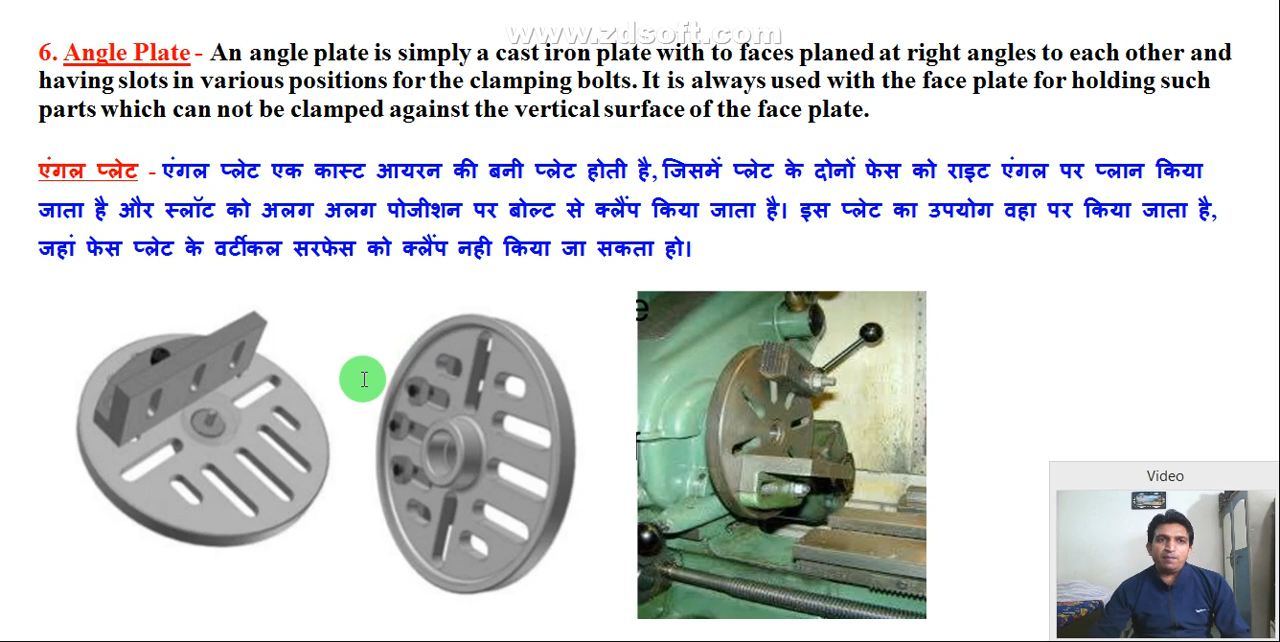 www.zdsoft.com
6. Angle Plate - An angle plate is simply a cast iron plate with to faces planed at right angles to each other and
having slots in various positions for the clamping bolts. It is always used with the face plate for holding such
parts which can not be clamped against the vertical surface of the face plate.
एंगल प्लेट - एंगल प्लेट एक कास्ट आयरन की बनी प्लेट होती है, जिसमें प्लेट के दोनों फेस को राइट एंगल पर प्लान किया
जाता है और स्लॉट को अलग अलग पोजीशन पर बोल्ट से क्लैंप किया जाता है। इस प्लेट का उपयोग वहा पर किया जाता है,
जहां फेस प्लेट के वर्टीकल सरफेस को क्लैंप नही किया जा सकता हो।
e
Video